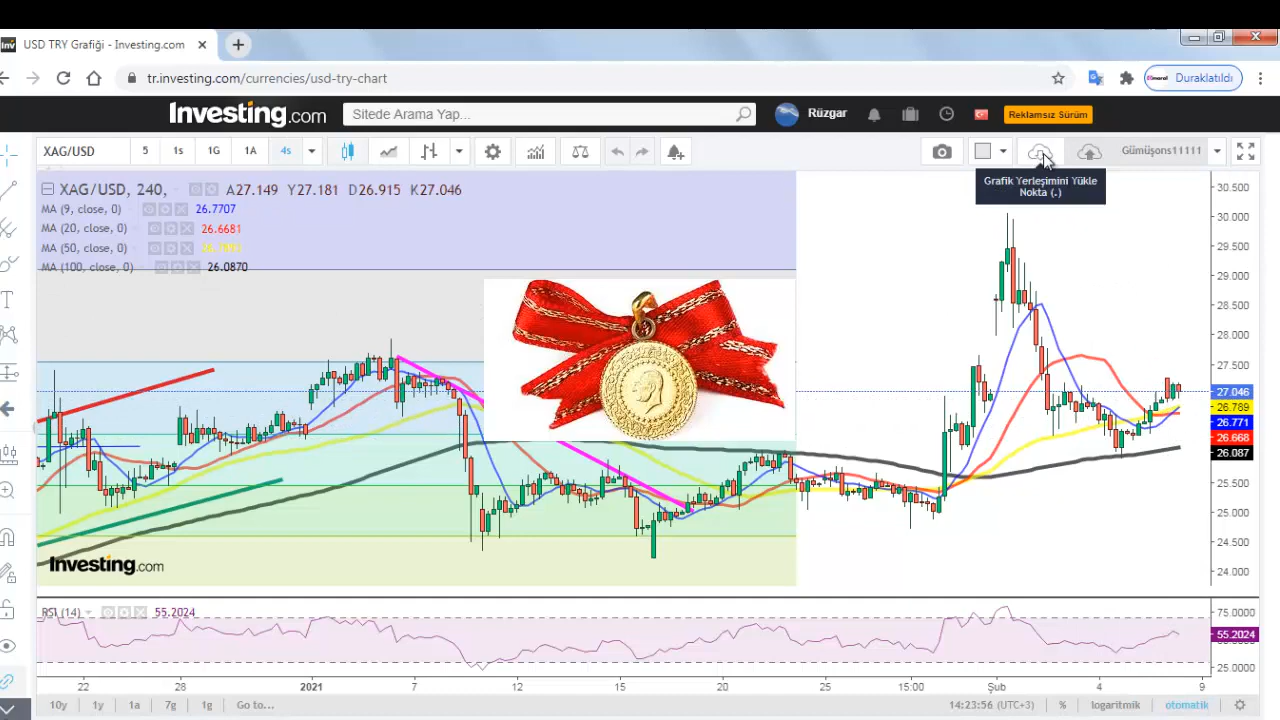 USD TRY Grafiği - Investing.com
tr.investing.com/currencies/usd-try-chart
Duraklatıldı
Investing.com
Sitede Arama Yap...
Rüzgar
Reklamsız Sürüm
XAG/USD
5
1s
1G
1A
4s
Gümüşons11111
Grafik Yerleşimini Yükle
Nokta (.)
XAG/USD, 240,
A27.149 Y27.181 D26.915 K27.046
MA (9, close, 0) 26.7707
MA (20, close, 0) 26.6681
MA (50, close, 0)
MA (100, close, 0) 26.0870
30.500
30.000
29.500
29.000
28.500
28.000
27.500
27.046
26.789
26.771
26.668
26.087
25.500
25.000
24.500
24.000
Investing.com
RSI (14) 55.2024
75.0000
55.2024
25.0000
22 28 2021 7 12 15 20 25 15:00 Şub 4 9
10y 1y 1a 7g 1g Go to...
14:23:56 (UTC+3) % logaritmik otomatik